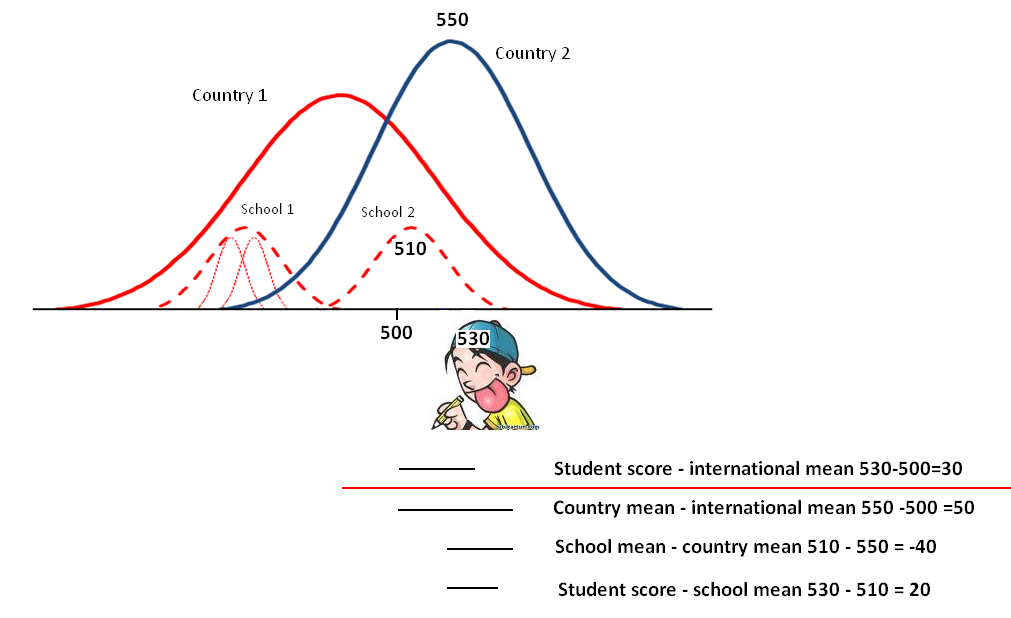 550
Country 2
Country 1
School 1
School 2
510
500
530
Student score - international mean 530-500=30
Country mean - international mean 550 -500 =50
School mean - country mean 510 - 550 = -40
Student score - school mean 530 - 510 = 20